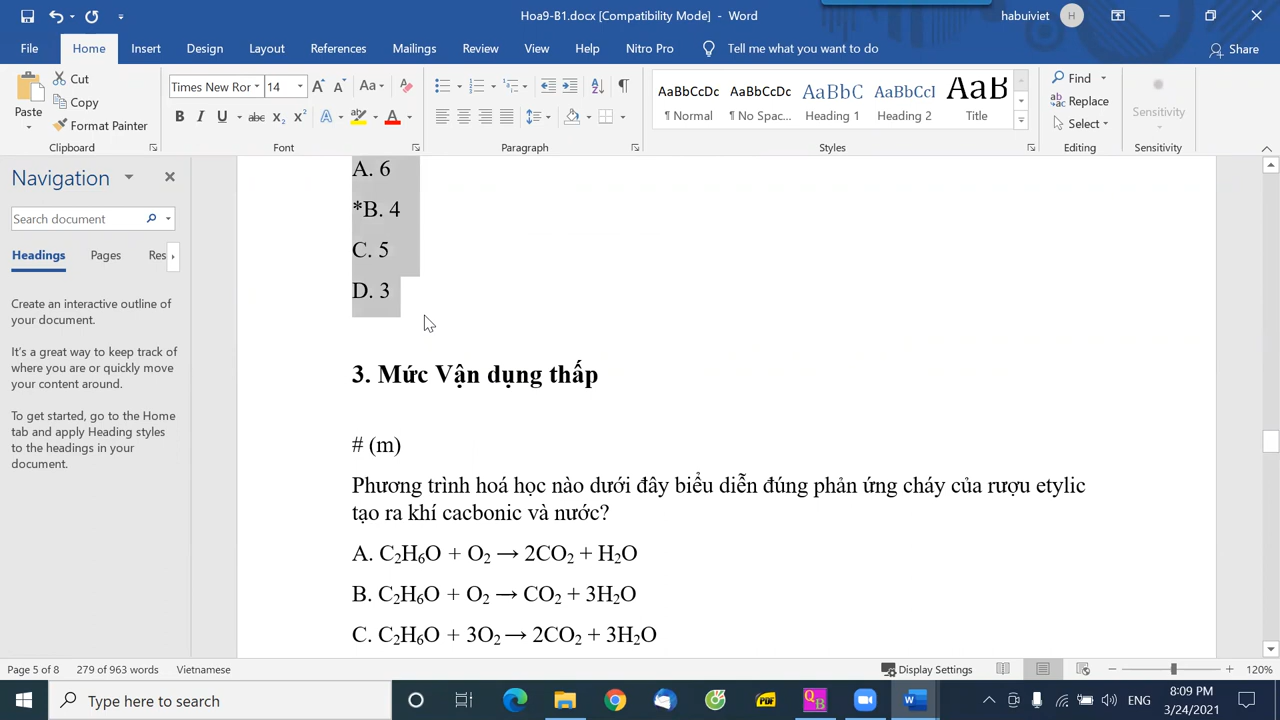 Hoa9-B1.docx [Compatibility Mode] - Word
habuiviet
H
File Home Insert Design Layout References Mailings Review View Help Nitro Pro Tell me what you want to do Share
Paste
Cut
Copy
Format Painter
Clipboard
Times New Ror 14
Aa
B I U abc x₂ x² A A
Font
Paragraph
AaBbCcDc AaBbCcDc AaBbC AaBbCcI AaB
¶ Normal ¶ No Spac... Heading 1 Heading 2 Title
Styles
Find
Replace
Select
Editing
Sensitivity
Sensitivity
Navigation
Search document
Headings Pages Res
Create an interactive outline of
your document.
It's a great way to keep track of
where you are or quickly move
your content around.
To get started, go to the Home
tab and apply Heading styles
to the headings in your
document.
A. 6
*B. 4
C. 5
D. 3
3. Mức Vận dụng thấp
# (m)
Phương trình hoá học nào dưới đây biểu diễn đúng phản ứng cháy của rượu etylic
tạo ra khí cacbonic và nước?
A. C₂H₆O + O₂ → 2CO₂ + H₂O
B. C₂H₆O + O₂ → CO₂ + 3H₂O
C. C₂H₆O + 3O₂ → 2CO₂ + 3H₂O
Page 5 of 8 279 of 963 words Vietnamese Display Settings 120%
Type here to search
PDF
Q B
ENG
8:09 PM
3/24/2021